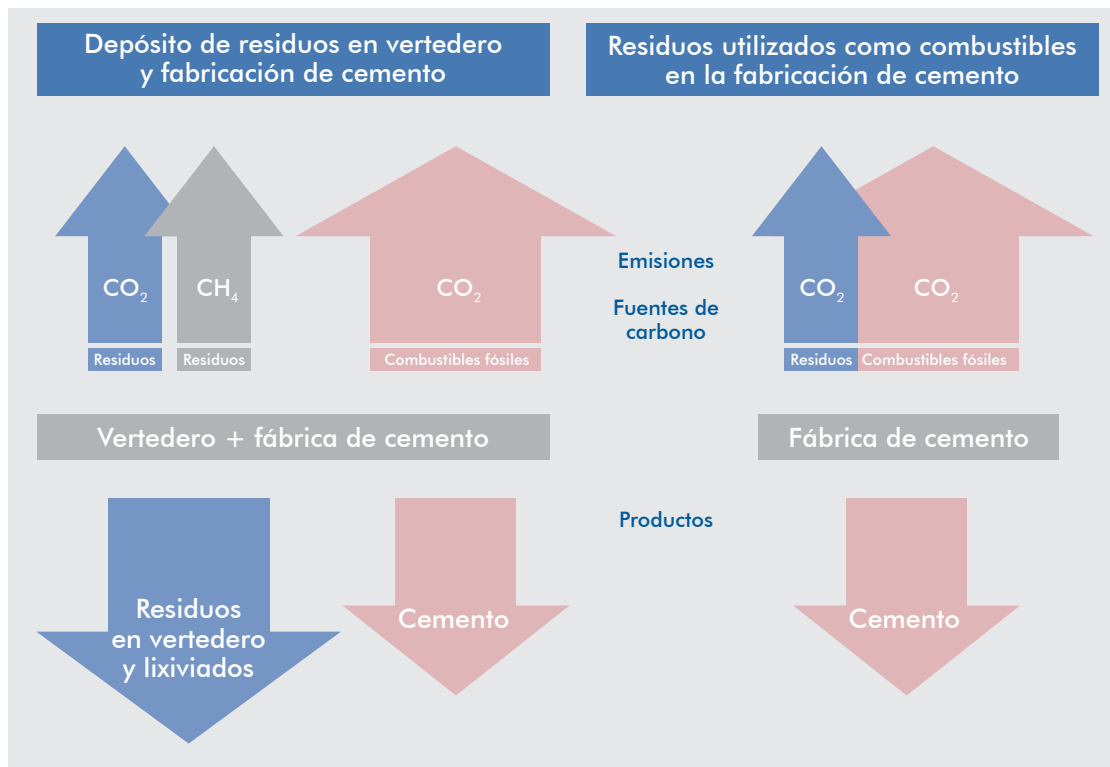 Depósito de residuos en vertedero
y fabricación de cemento
Residuos utilizados como combustibles
en la fabricación de cemento
CO₂
CH₄
CO₂
Emisiones
Fuentes de
carbono
CO₂
CO₂
Residuos
Residuos
Combustibles fósiles
Residuos
Combustibles fósiles
Vertedero + fábrica de cemento
Fábrica de cemento
Productos
Residuos
en vertedero
y lixiviados
Cemento
Cemento